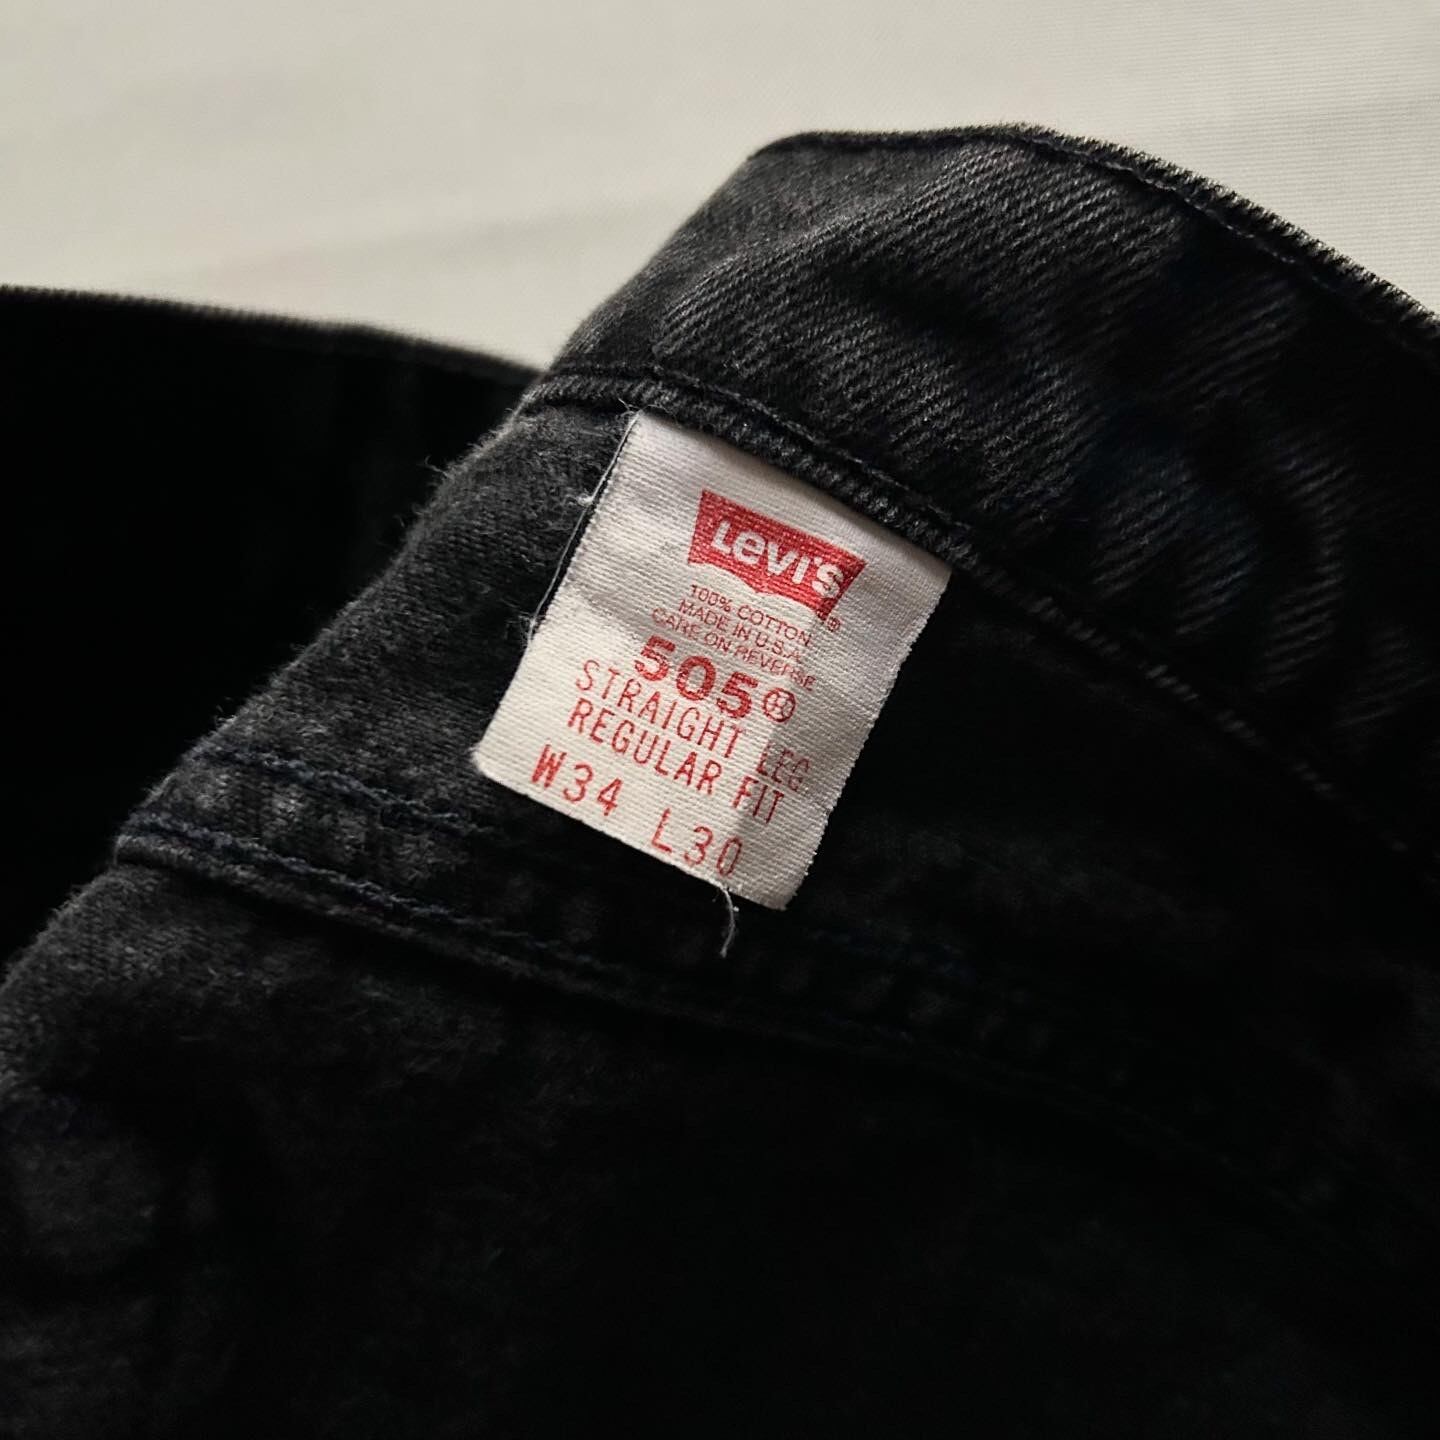 Levi's®
100% COTTON
MADE IN U.S.A.
CARE ON REVERSE
505®
STRAIGHT LEG
REGULAR FIT
W34 L30